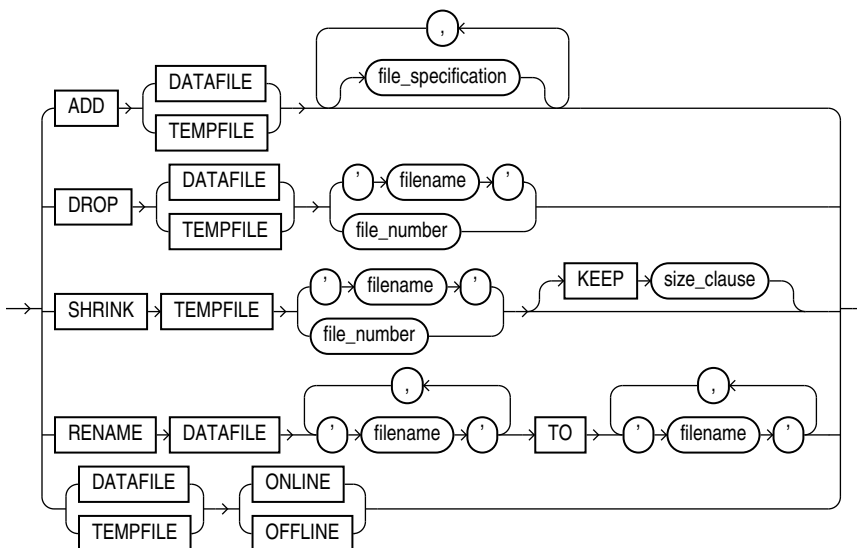 ,
ADD DATAFILE TEMPFILE file_specification
DROP DATAFILE TEMPFILE ' filename ' file_number
SHRINK TEMPFILE ' filename ' file_number KEEP size_clause
, ,
RENAME DATAFILE ' filename ' TO ' filename '
DATAFILE ONLINE
TEMPFILE OFFLINE